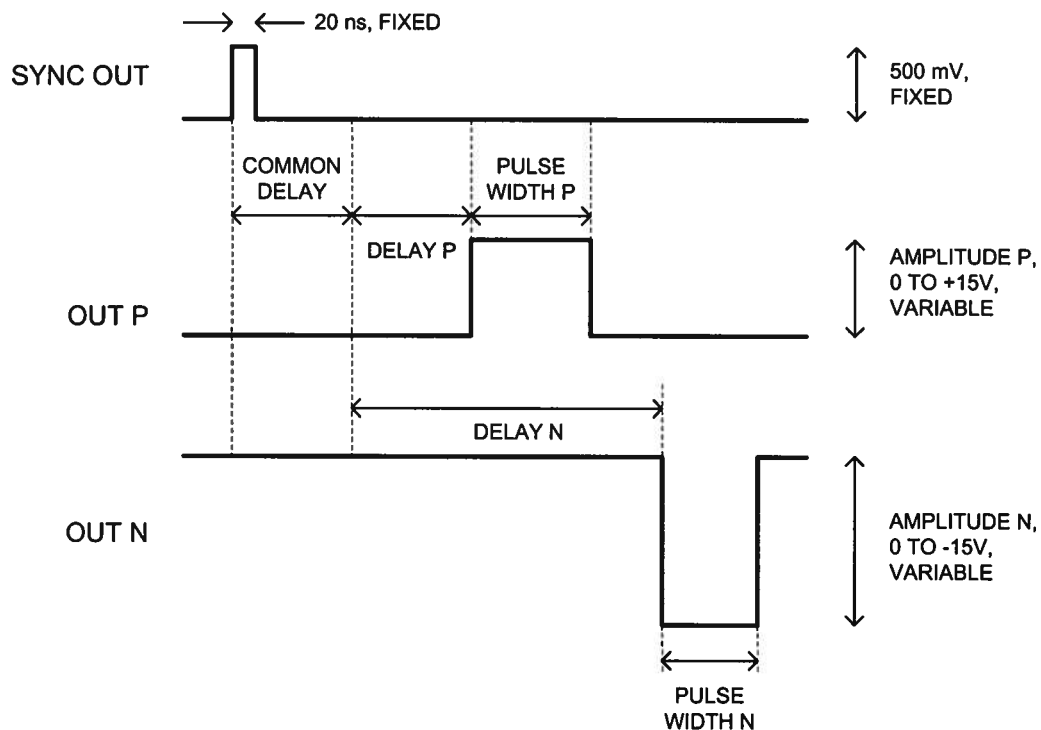 20 ns, FIXED
SYNC OUT
500 mV,
FIXED
COMMON
DELAY
PULSE
WIDTH P
DELAY P
AMPLITUDE P,
0 TO +15V,
VARIABLE
OUT P
DELAY N
OUT N
AMPLITUDE N,
0 TO -15V,
VARIABLE
PULSE
WIDTH N